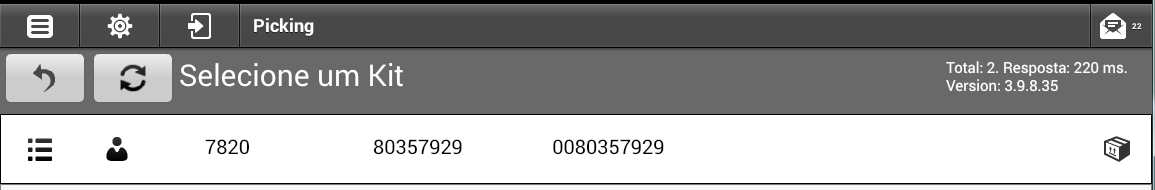 Picking
22
Selecione um Kit
Total: 2. Resposta: 220 ms.
Version: 3.9.8.35
7820 80357929 0080357929